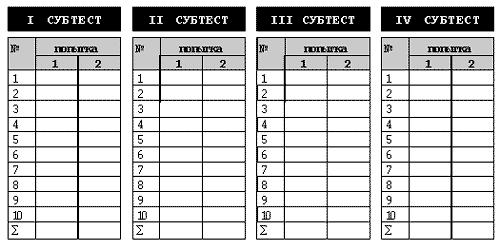 I СУБТЕСТ II СУБТЕСТ III СУБТЕСТ IV СУБТЕСТ
№ попытка № попытка № попытка № попытка
1 2 1 2 1 2 1 2
1 1 1 1
2 2 2 2
3 3 3 3
4 4 4 4
5 5 5 5
6 6 6 6
7 7 7 7
8 8 8 8
9 9 9 9
10 10 10 10
Σ Σ Σ Σ